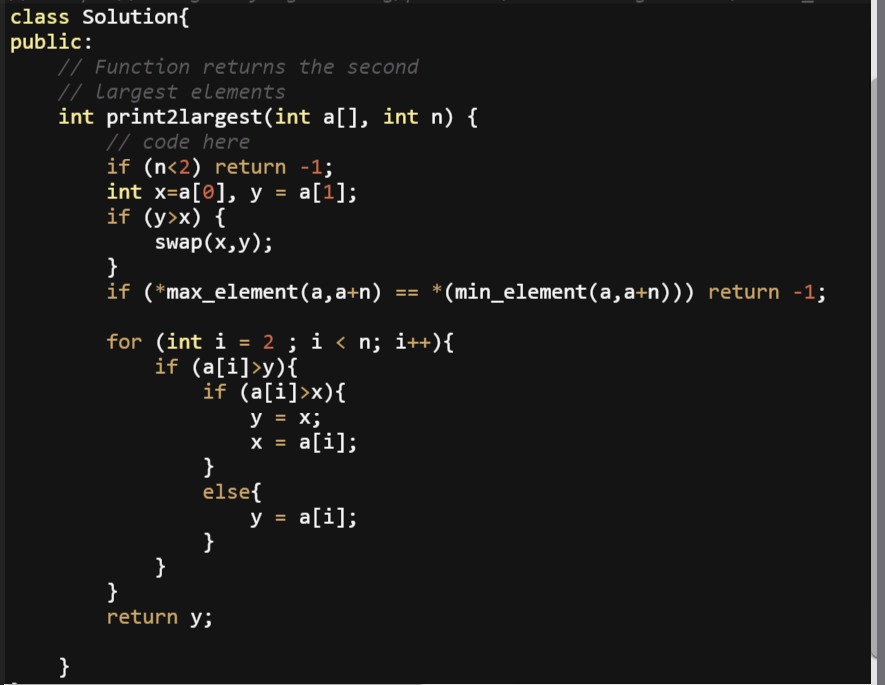 class Solution{
public:
    // Function returns the second
    // largest elements
    int print2largest(int a[], int n) {
        // code here
        if (n<2) return -1;
        int x=a[0], y = a[1];
        if (y>x) {
            swap(x,y);
        }
        if (*max_element(a,a+n) == *(min_element(a,a+n))) return -1;

        for (int i = 2 ; i < n; i++){
            if (a[i]>y){
                if (a[i]>x){
                    y = x;
                    x = a[i];
                }
                else{
                    y = a[i];
                }
            }
        }
        return y;

    }